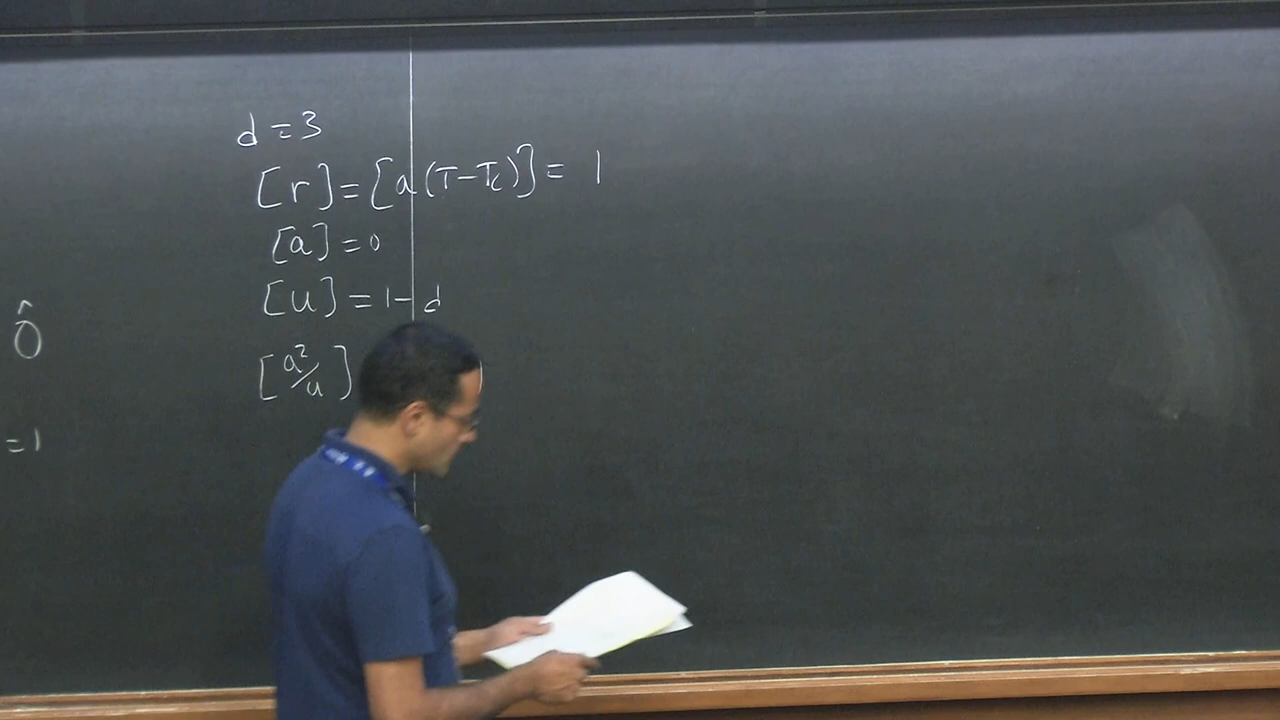 d = 3
[r] = [a(T-Tc)] = 1
[a] = 0
[u] = 1-d
Ô
[a²/u]
=1